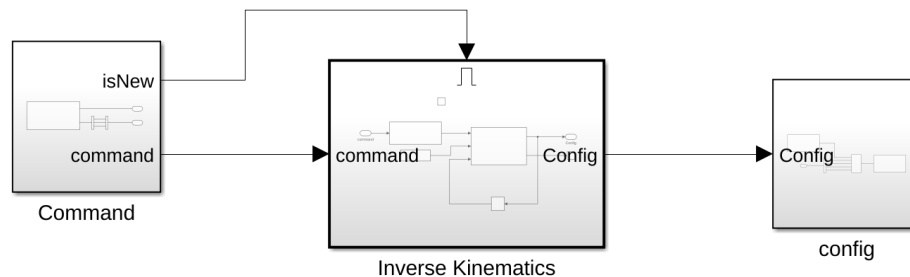 isNew
command
Command
command
Config
Inverse Kinematics
Config
config